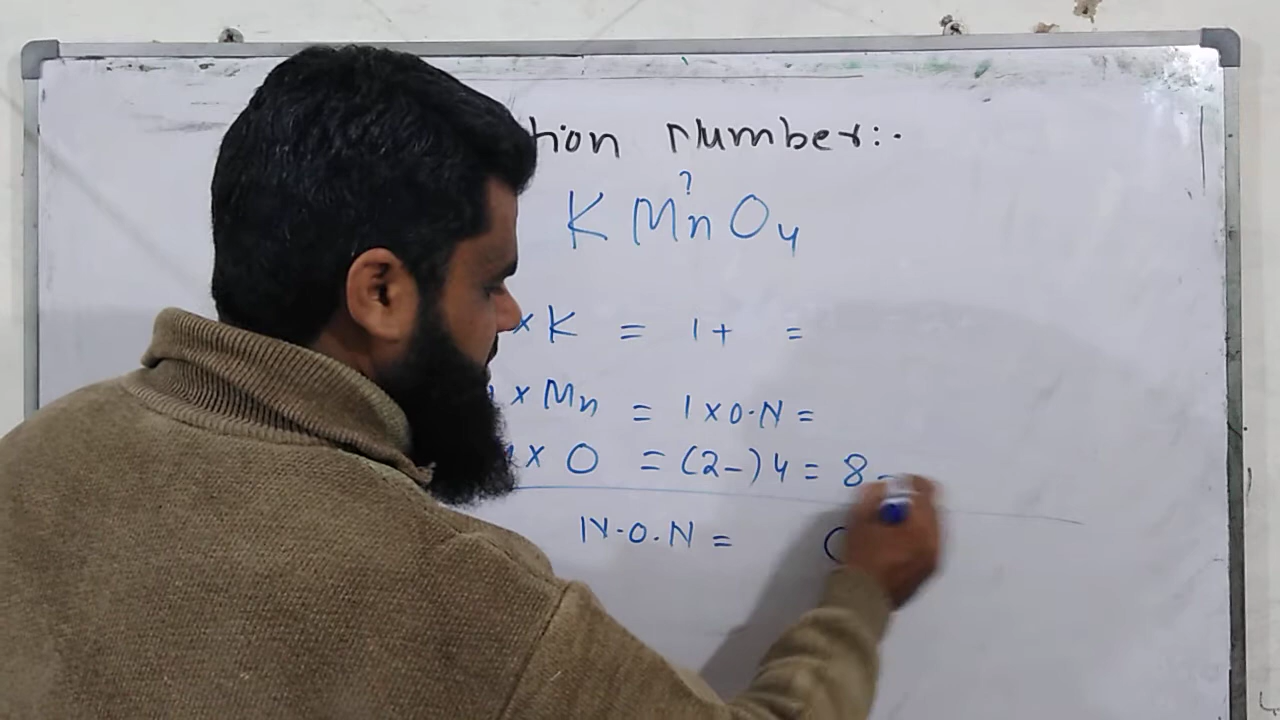 tion number:.
?
K Mn O4
x K = 1+ =
x Mn = 1 x O.N =
x O = (2-) 4 = 8-
N.O.N =